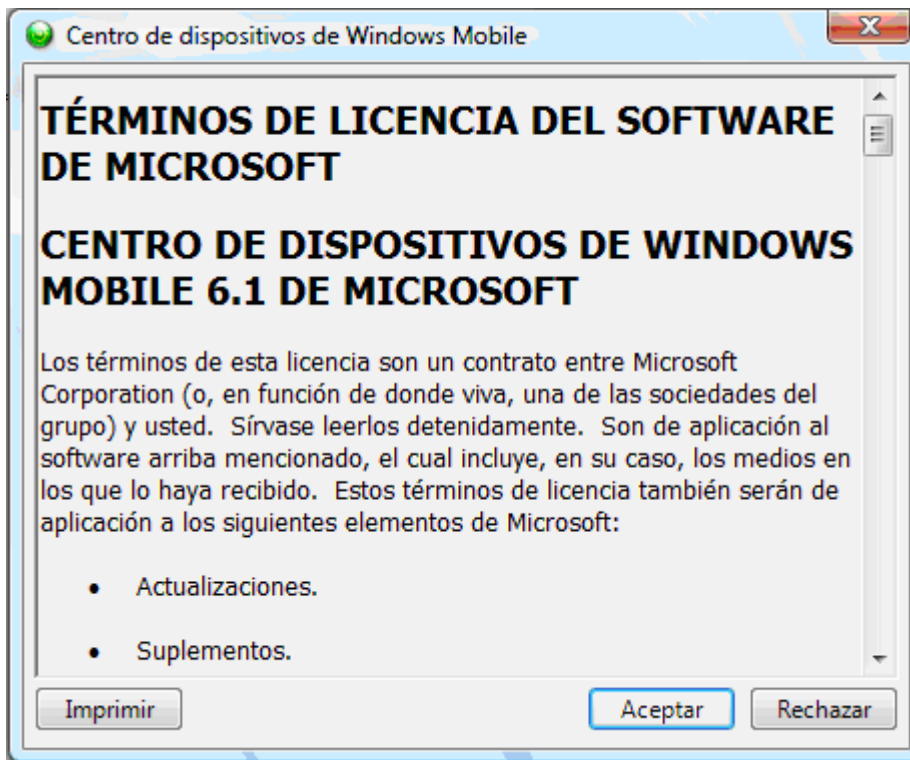 Centro de dispositivos de Windows Mobile
TÉRMINOS DE LICENCIA DEL SOFTWARE
DE MICROSOFT
CENTRO DE DISPOSITIVOS DE WINDOWS
MOBILE 6.1 DE MICROSOFT
Los términos de esta licencia son un contrato entre Microsoft
Corporation (o, en función de donde viva, una de las sociedades del
grupo) y usted.  Sírvase leerlos detenidamente.  Son de aplicación al
software arriba mencionado, el cual incluye, en su caso, los medios en
los que lo haya recibido.  Estos términos de licencia también serán de
aplicación a los siguientes elementos de Microsoft:
• Actualizaciones.
• Suplementos.
Imprimir Aceptar Rechazar